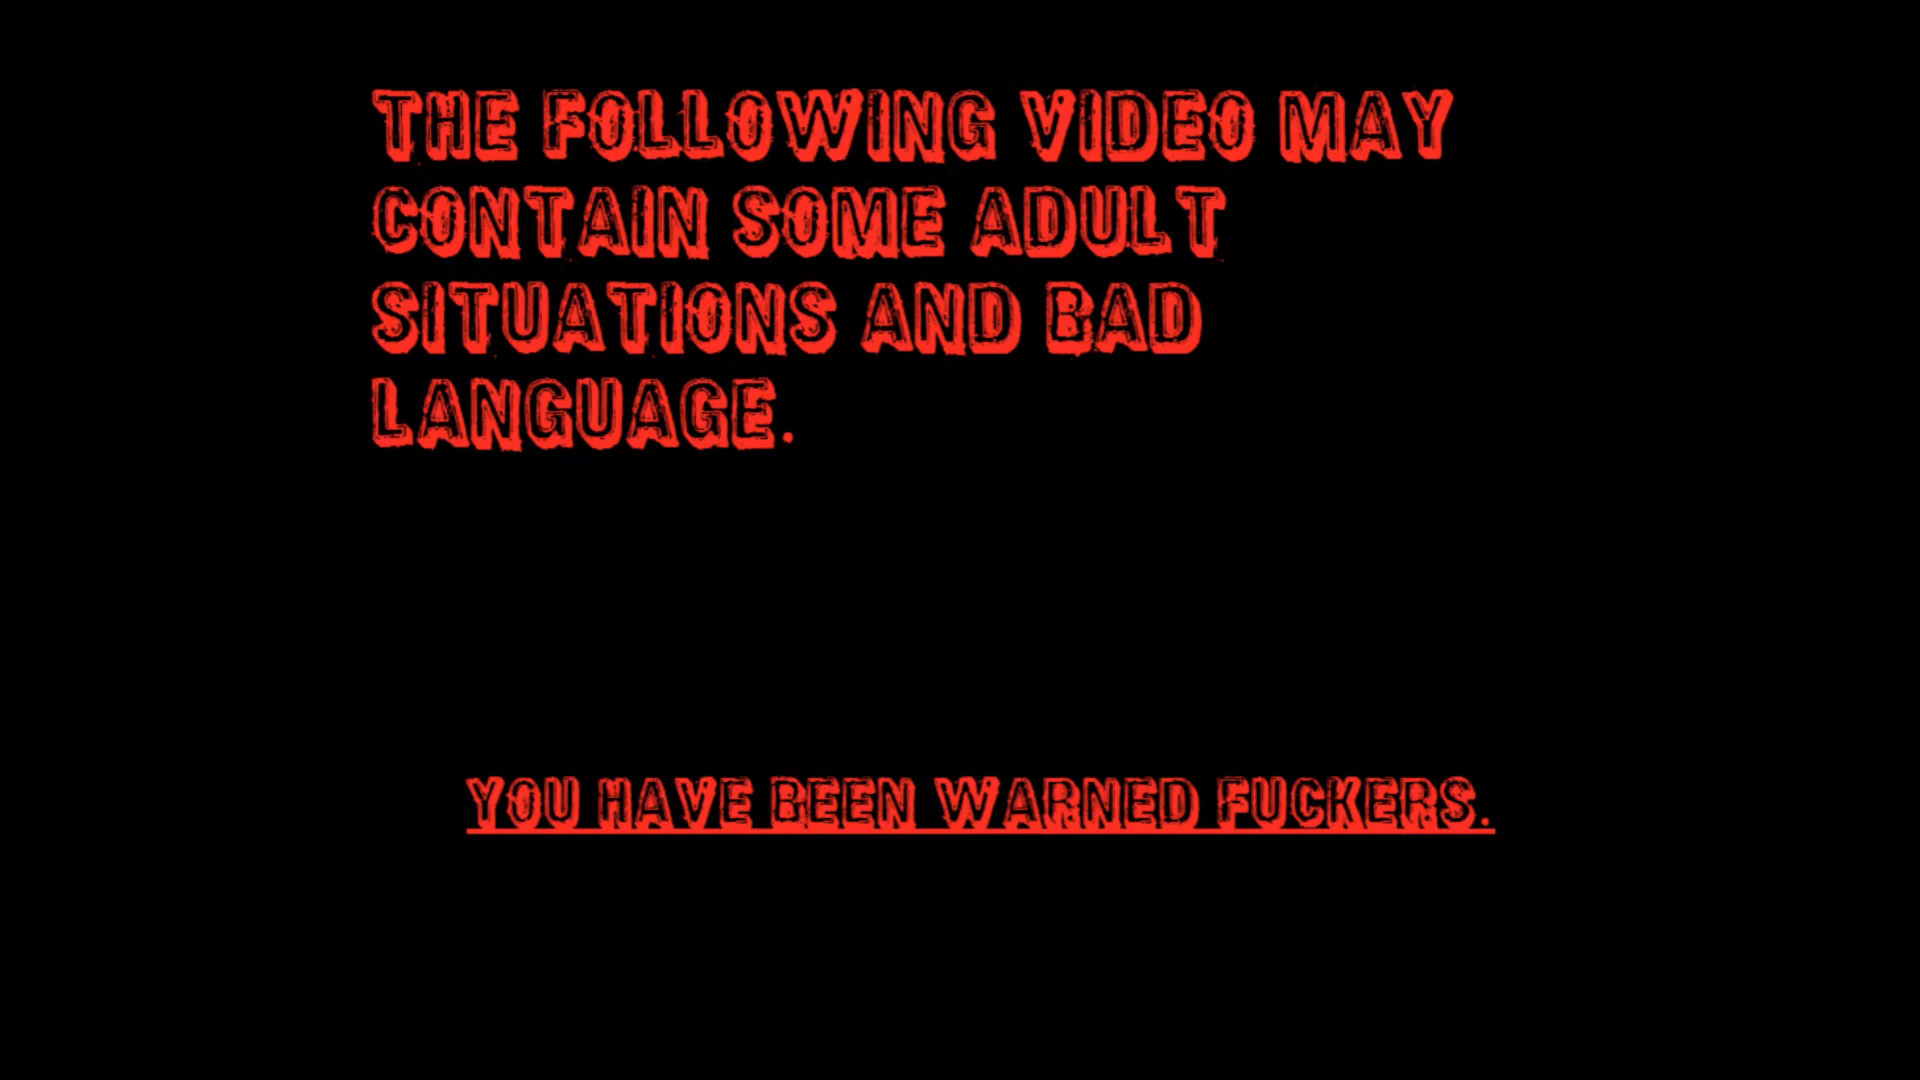 THE FOLLOWING VIDEO MAY
CONTAIN SOME ADULT
SITUATIONS AND BAD
LANGUAGE.
YOU HAVE BEEN WARNED FUCKERS.